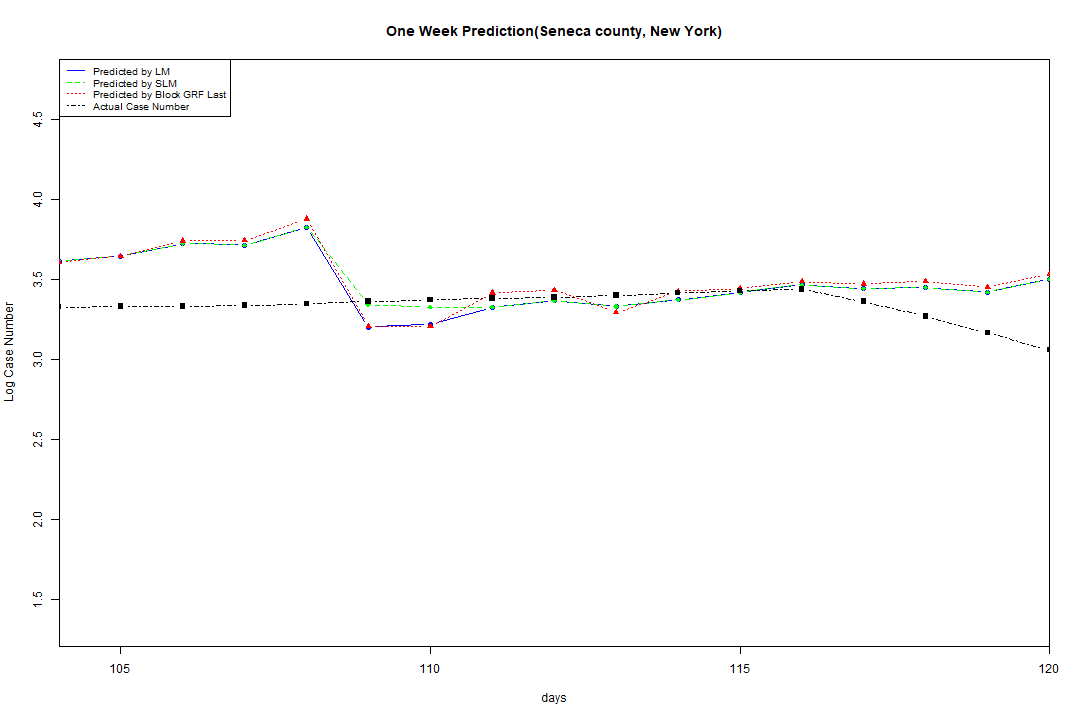 One Week Prediction(Seneca county, New York)
Predicted by LM
Predicted by SLM
Predicted by Block GRF Last
Actual Case Number
4.5
4.0
3.5
3.0
2.5
2.0
1.5
Log Case Number
105 110 115 120
days